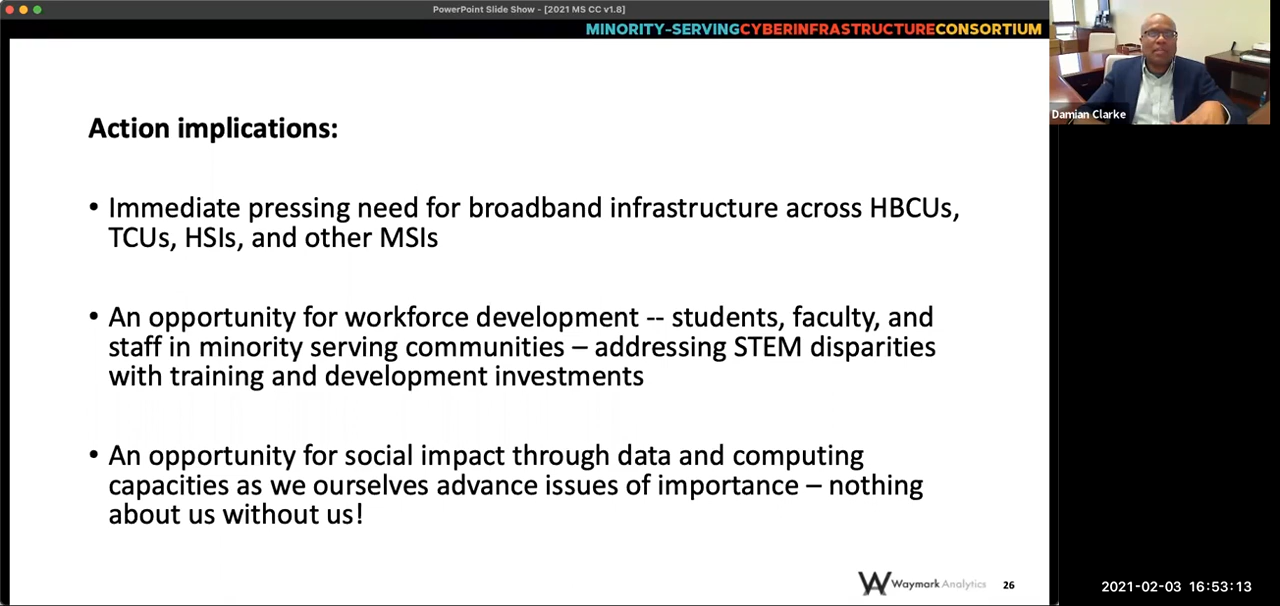 PowerPoint Slide Show - [2021 MS CC v1.8]
MINORITY-SERVINGCYBERINFRASTRUCTURECONSORTIUM
Damian Clarke
Action implications:
• Immediate pressing need for broadband infrastructure across HBCUs,
TCUs, HSIs, and other MSIs
• An opportunity for workforce development -- students, faculty, and
staff in minority serving communities – addressing STEM disparities
with training and development investments
• An opportunity for social impact through data and computing
capacities as we ourselves advance issues of importance – nothing
about us without us!
Waymark Analytics
26
2021-02-03 16:53:13